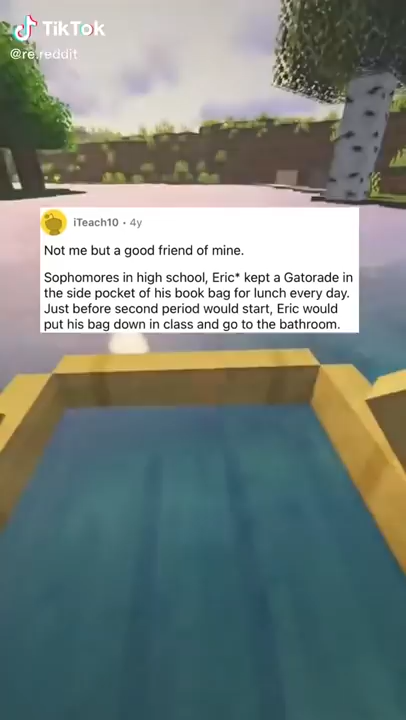 TikTok
@re.reddit
iTeach10 · 4y
Not me but a good friend of mine.
Sophomores in high school, Eric* kept a Gatorade in
the side pocket of his book bag for lunch every day.
Just before second period would start, Eric would
put his bag down in class and go to the bathroom.